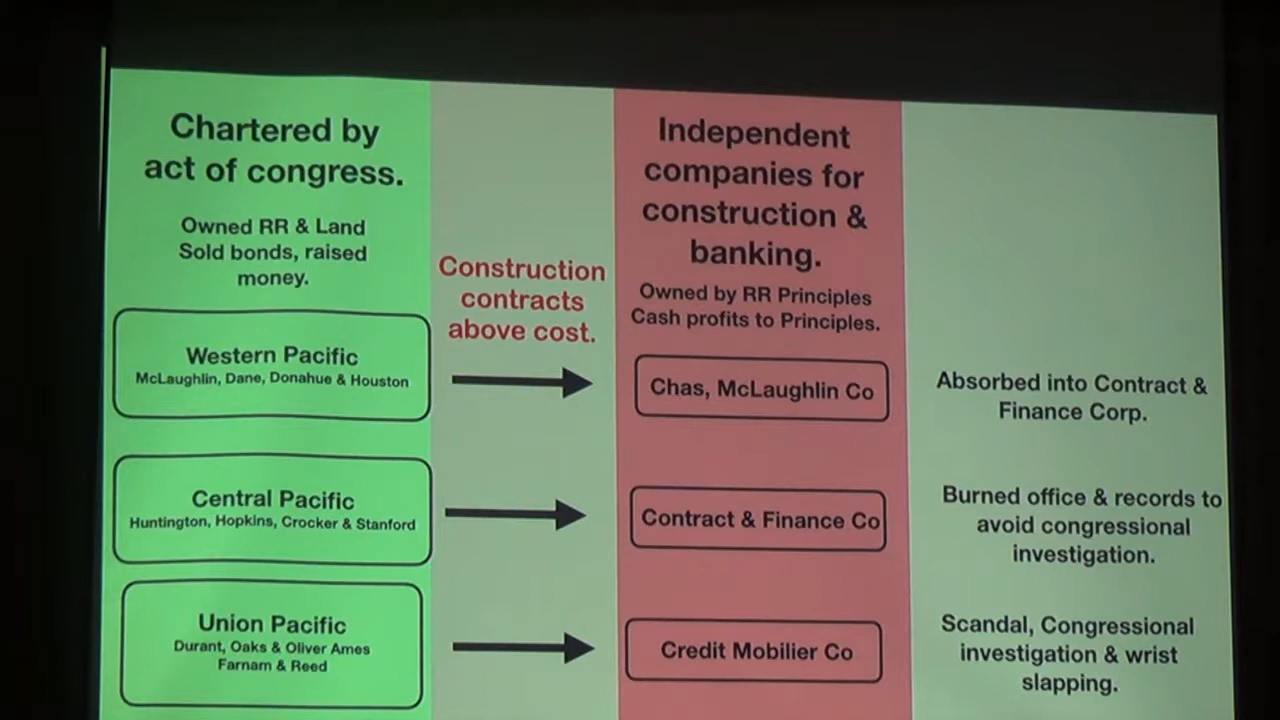 Chartered by
act of congress.
Owned RR & Land
Sold bonds, raised
money.
Western Pacific
McLaughlin, Dane, Donahue & Houston
Central Pacific
Huntington, Hopkins, Crocker & Stanford
Union Pacific
Durant, Oaks & Oliver Ames
Farnam & Reed
Construction
contracts
above cost.
Independent
companies for
construction &
banking.
Owned by RR Principles
Cash profits to Principles.
Chas, McLaughlin Co
Contract & Finance Co
Credit Mobilier Co
Absorbed into Contract &
Finance Corp.
Burned office & records to
avoid congressional
investigation.
Scandal, Congressional
investigation & wrist
slapping.